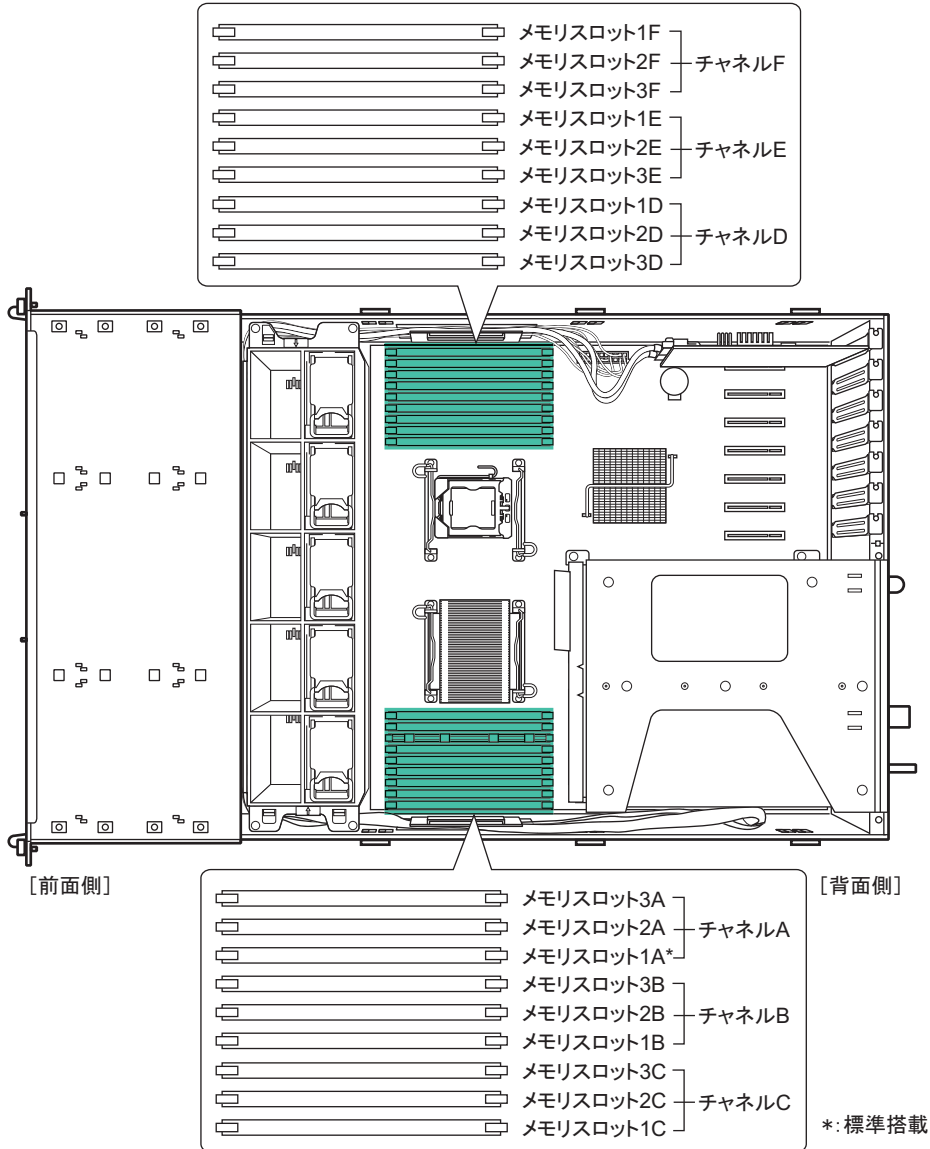 メモリスロット1F
メモリスロット2F
チャネルF
メモリスロット3F
メモリスロット1E
メモリスロット2E
チャネルE
メモリスロット3E
メモリスロット1D
メモリスロット2D
チャネルD
メモリスロット3D
[前面側]
[背面側]
メモリスロット3A
メモリスロット2A
チャネルA
メモリスロット1A*
メモリスロット3B
メモリスロット2B
チャネルB
メモリスロット1B
メモリスロット3C
メモリスロット2C
チャネルC
メモリスロット1C
*:標準搭載